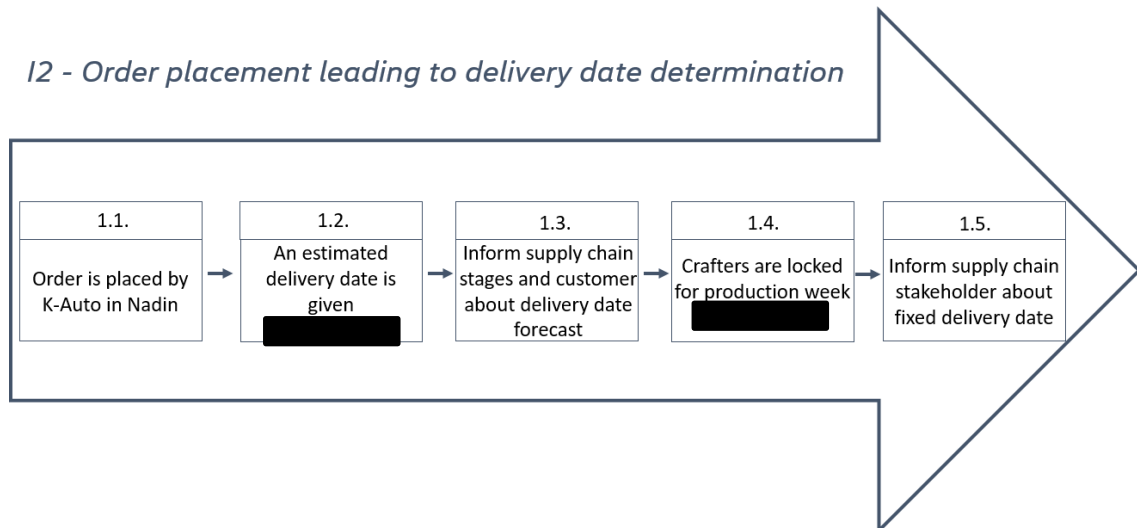 I2 - Order placement leading to delivery date determination
1.1.
Order is placed by
K-Auto in Nadin
1.2.
An estimated
delivery date is
given
1.3.
Inform supply chain
stages and customer
about delivery date
forecast
1.4.
Crafters are locked
for production week
1.5.
Inform supply chain
stakeholder about
fixed delivery date